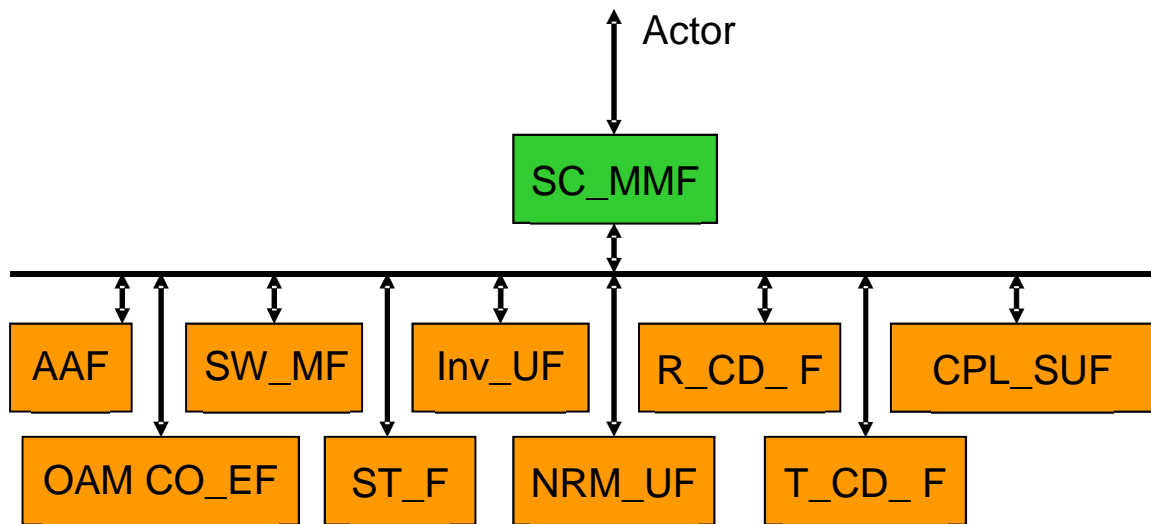 Actor
SC_MMF
AAF
SW_MF
Inv_UF
R_CD_ F
CPL_SUF
OAM CO_EF
ST_F
NRM_UF
T_CD_ F